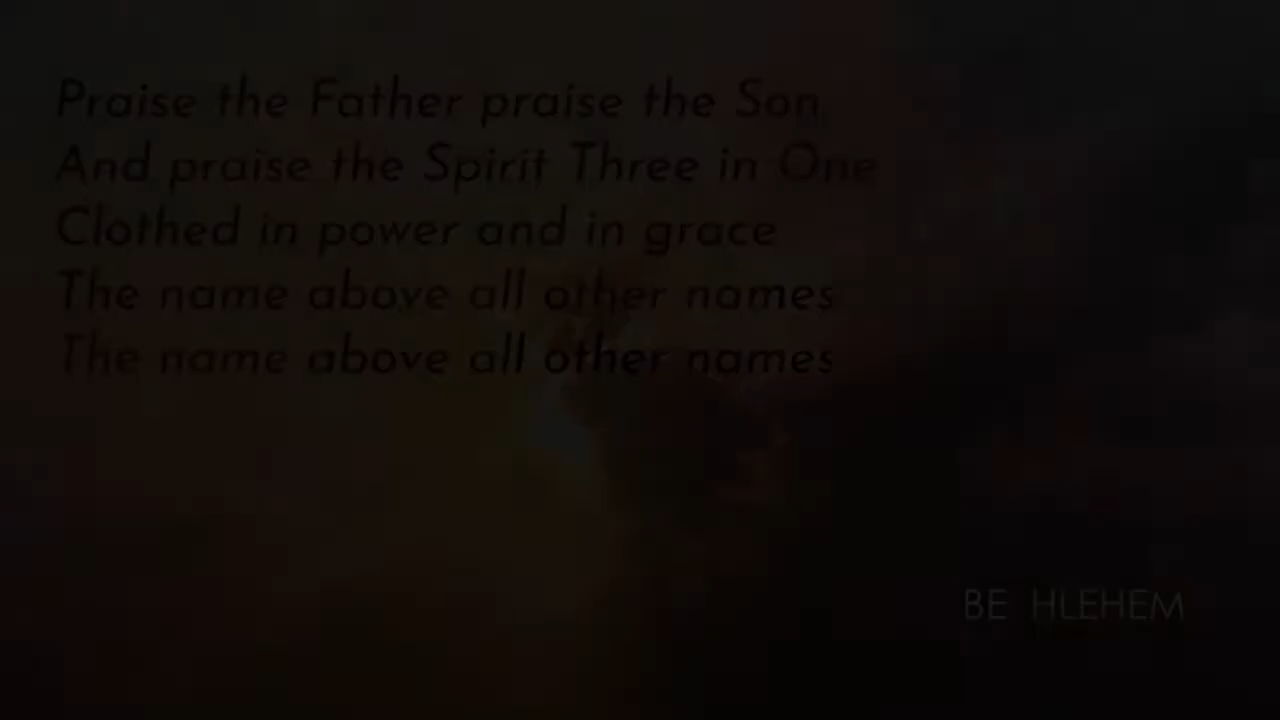 Praise the Father praise the Son
And praise the Spirit Three in One
Clothed in power and in grace
The name above all other names
The name above all other names
BE HLEHEM